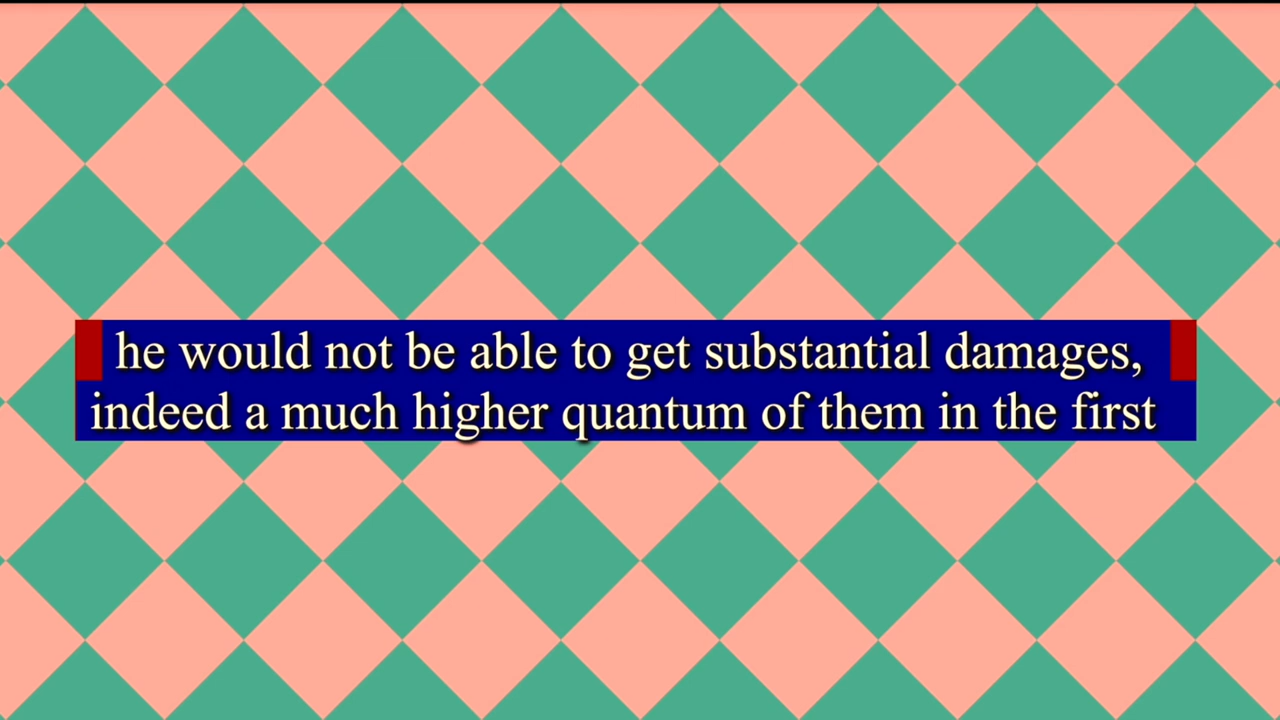 he would not be able to get substantial damages,
indeed a much higher quantum of them in the first